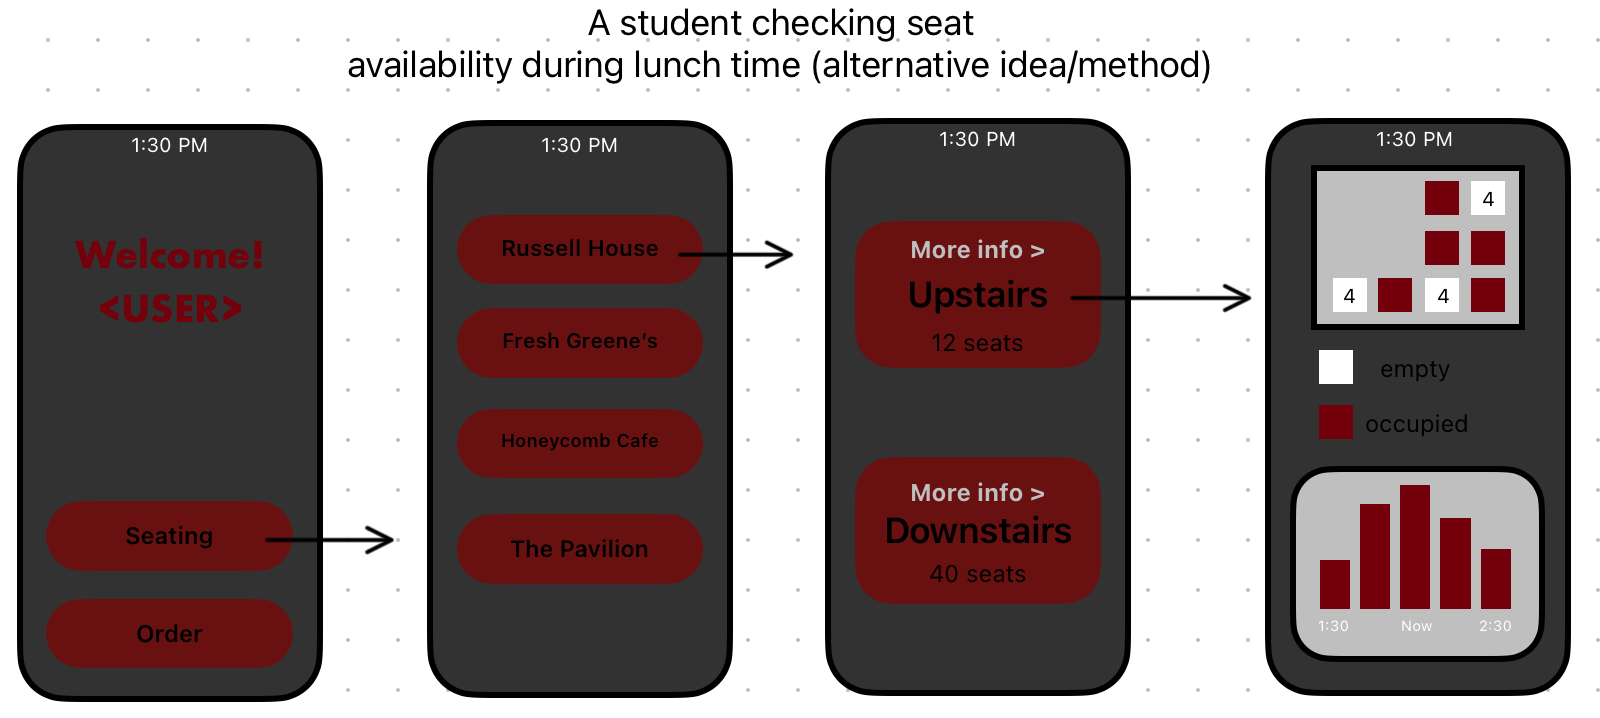 A student checking seat
availability during lunch time (alternative idea/method)
1:30 PM
Welcome!
<USER>
Seating
Order
1:30 PM
Russell House
Fresh Greene's
Honeycomb Cafe
The Pavilion
1:30 PM
More info >
Upstairs
12 seats
More info >
Downstairs
40 seats
1:30 PM
4
4 4
empty
occupied
1:30 Now 2:30